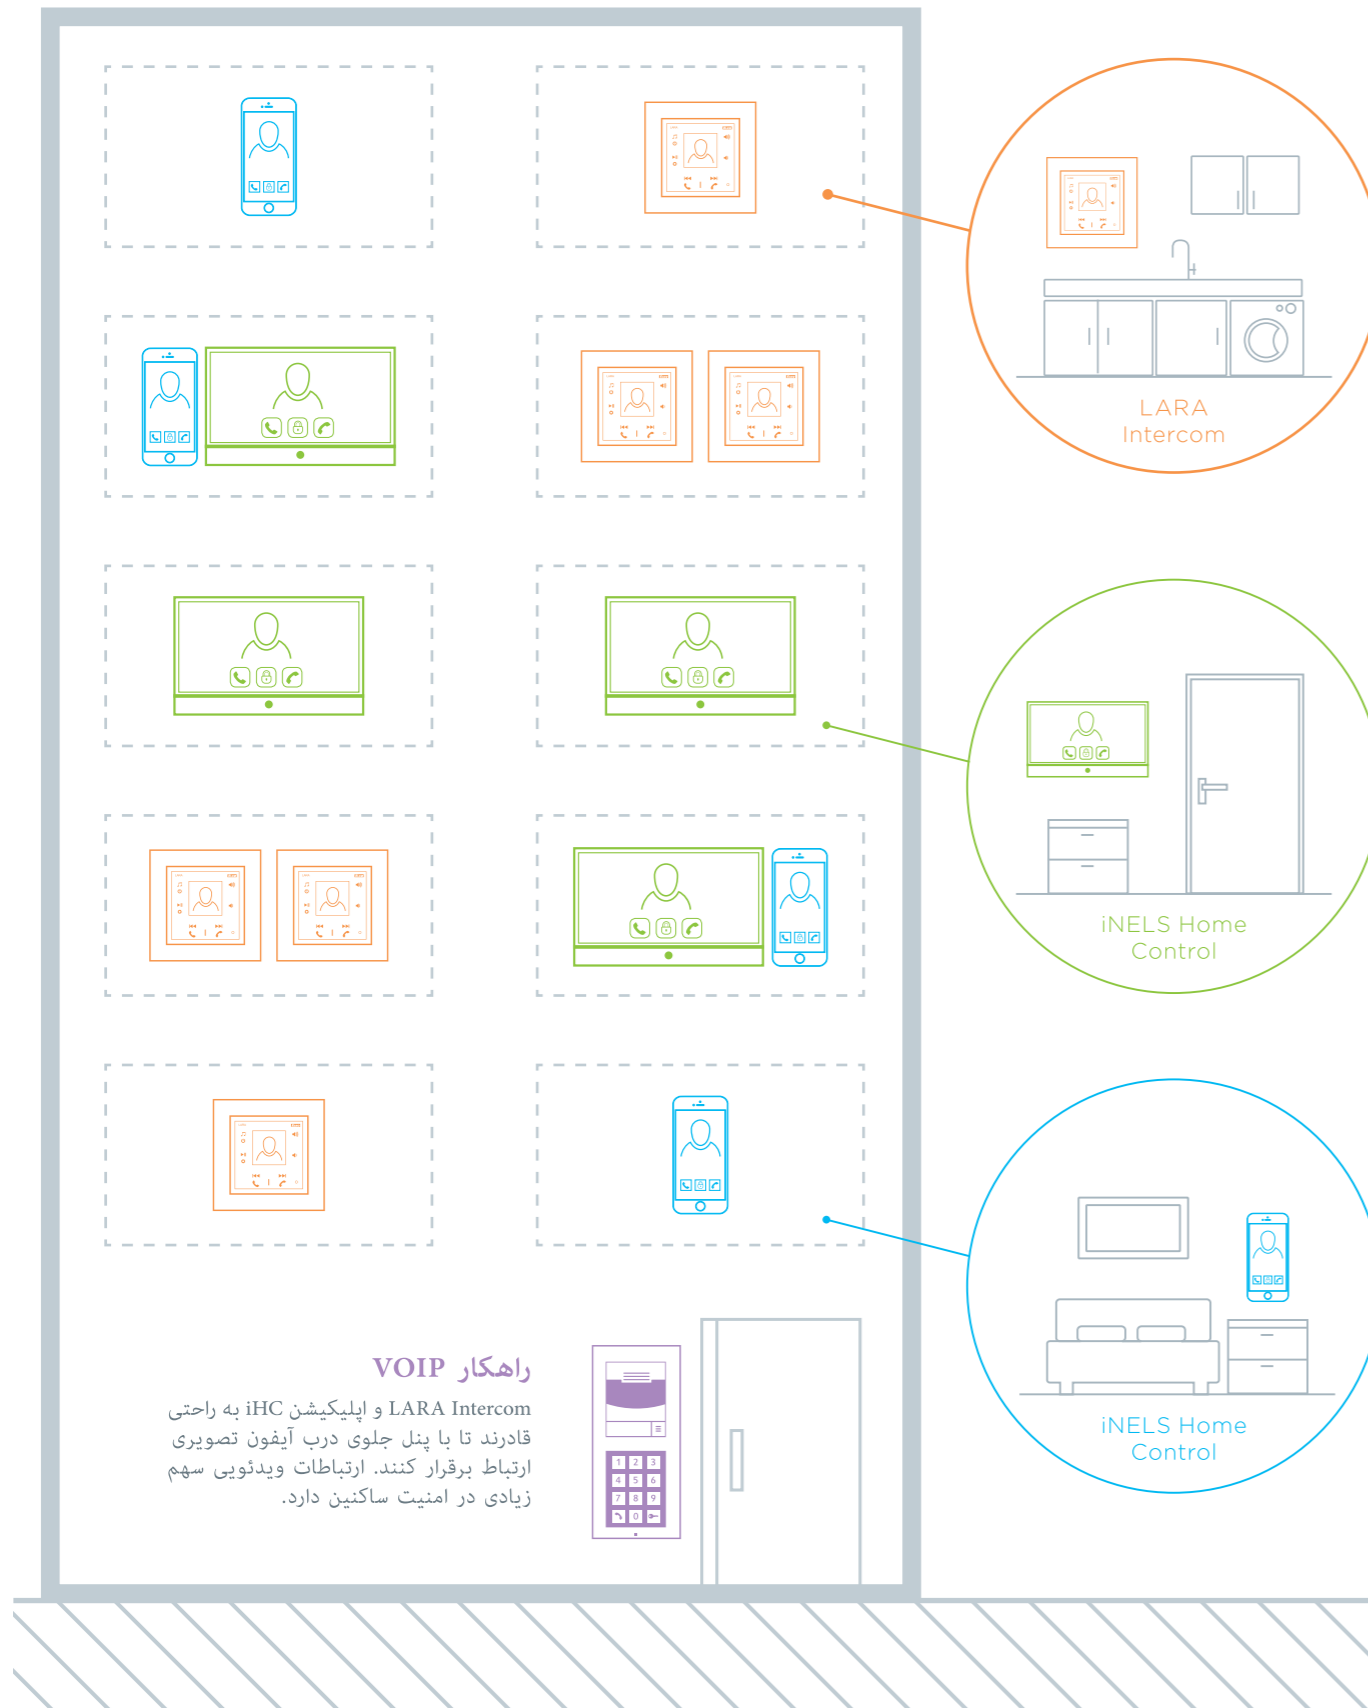 LARA
Intercom
iNELS Home
Control
iNELS Home
Control
راهکار VOIP
LARA Intercom و اپلیکیشن iHC به راحتی
قادرند تا با پنل جلوی درب آیفون تصویری
ارتباط برقرار کنند. ارتباطات ویدئویی سهم
زیادی در امنیت ساکنین دارد.
1 2 3
4 5 6
7 8 9
0